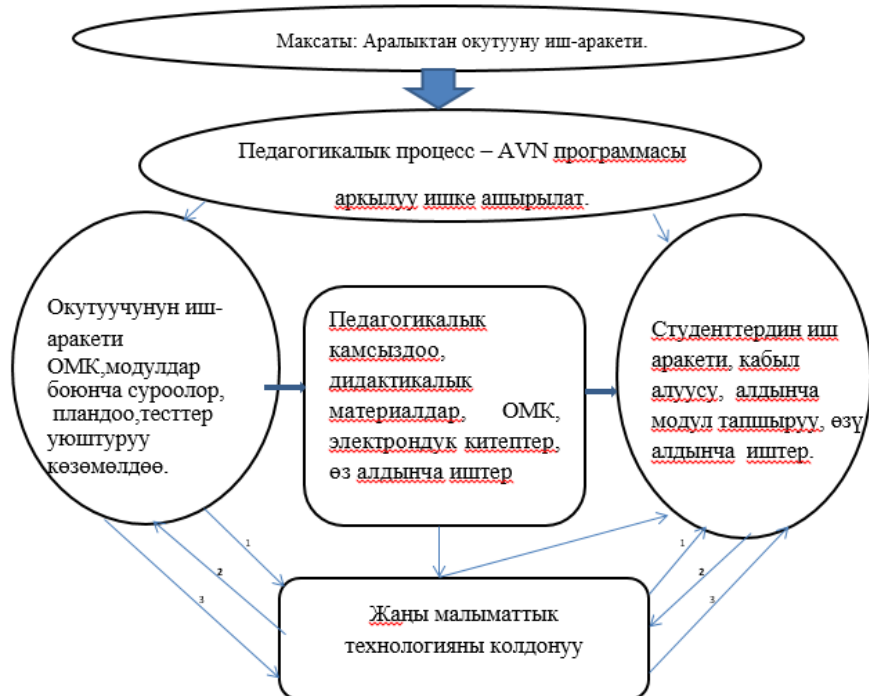 Максаты: Аралыктан окутууну иш-аракети.
Педагогикалык процесс – AVN программасы
аркылуу ишке ашырылат.
Окутуучунун иш-
аракети
ОМК,модулдар
боюнча суроолор,
пландоо,тесттер
уюштуруу
көзөмөлдөө.
Педагогикалык
камсыздоо,
дидактикалык
материалдар, ОМК,
электрондук китептер,
өз алдынча иштер
Студенттердин иш
аракети, кабыл
алуусу, алдынча
модул тапшыруу, өзү
алдынча иштер.
1
2
3
1
2
3
Жаңы малыматтык
технологияны колдонуу